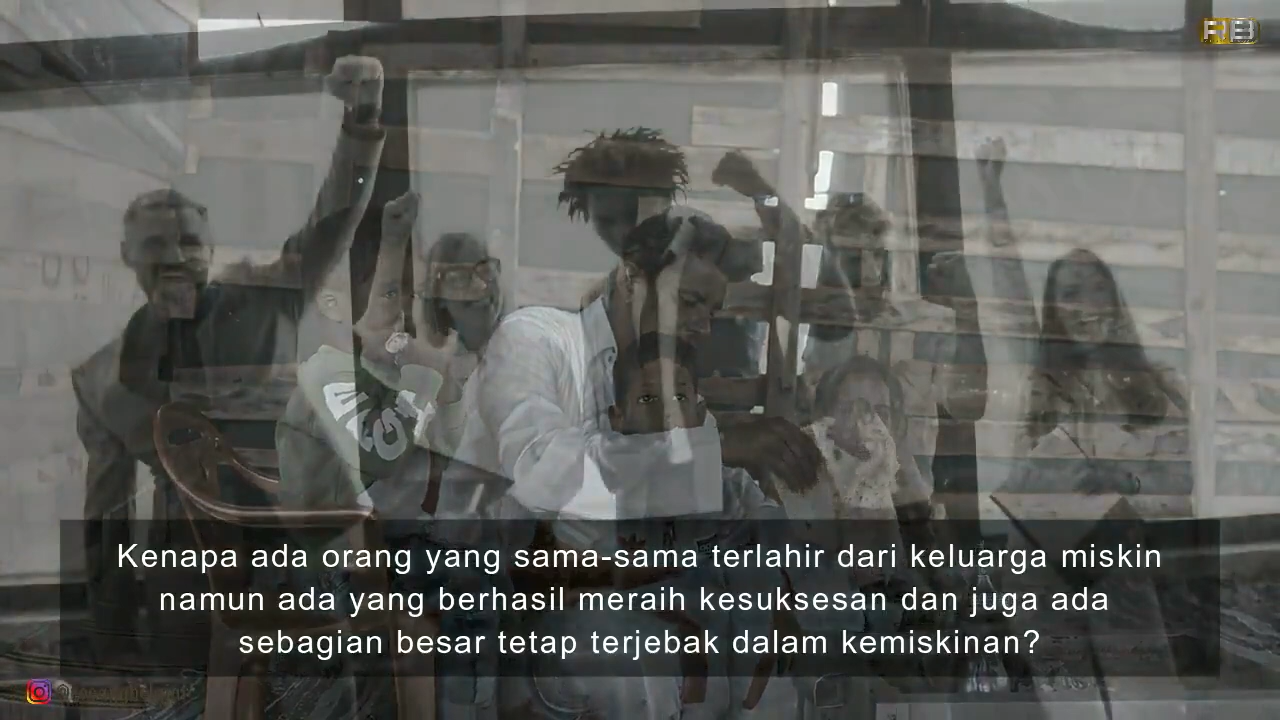 RB
Kenapa ada orang yang sama-sama terlahir dari keluarga miskin
namun ada yang berhasil meraih kesuksesan dan juga ada
sebagian besar tetap terjebak dalam kemiskinan?